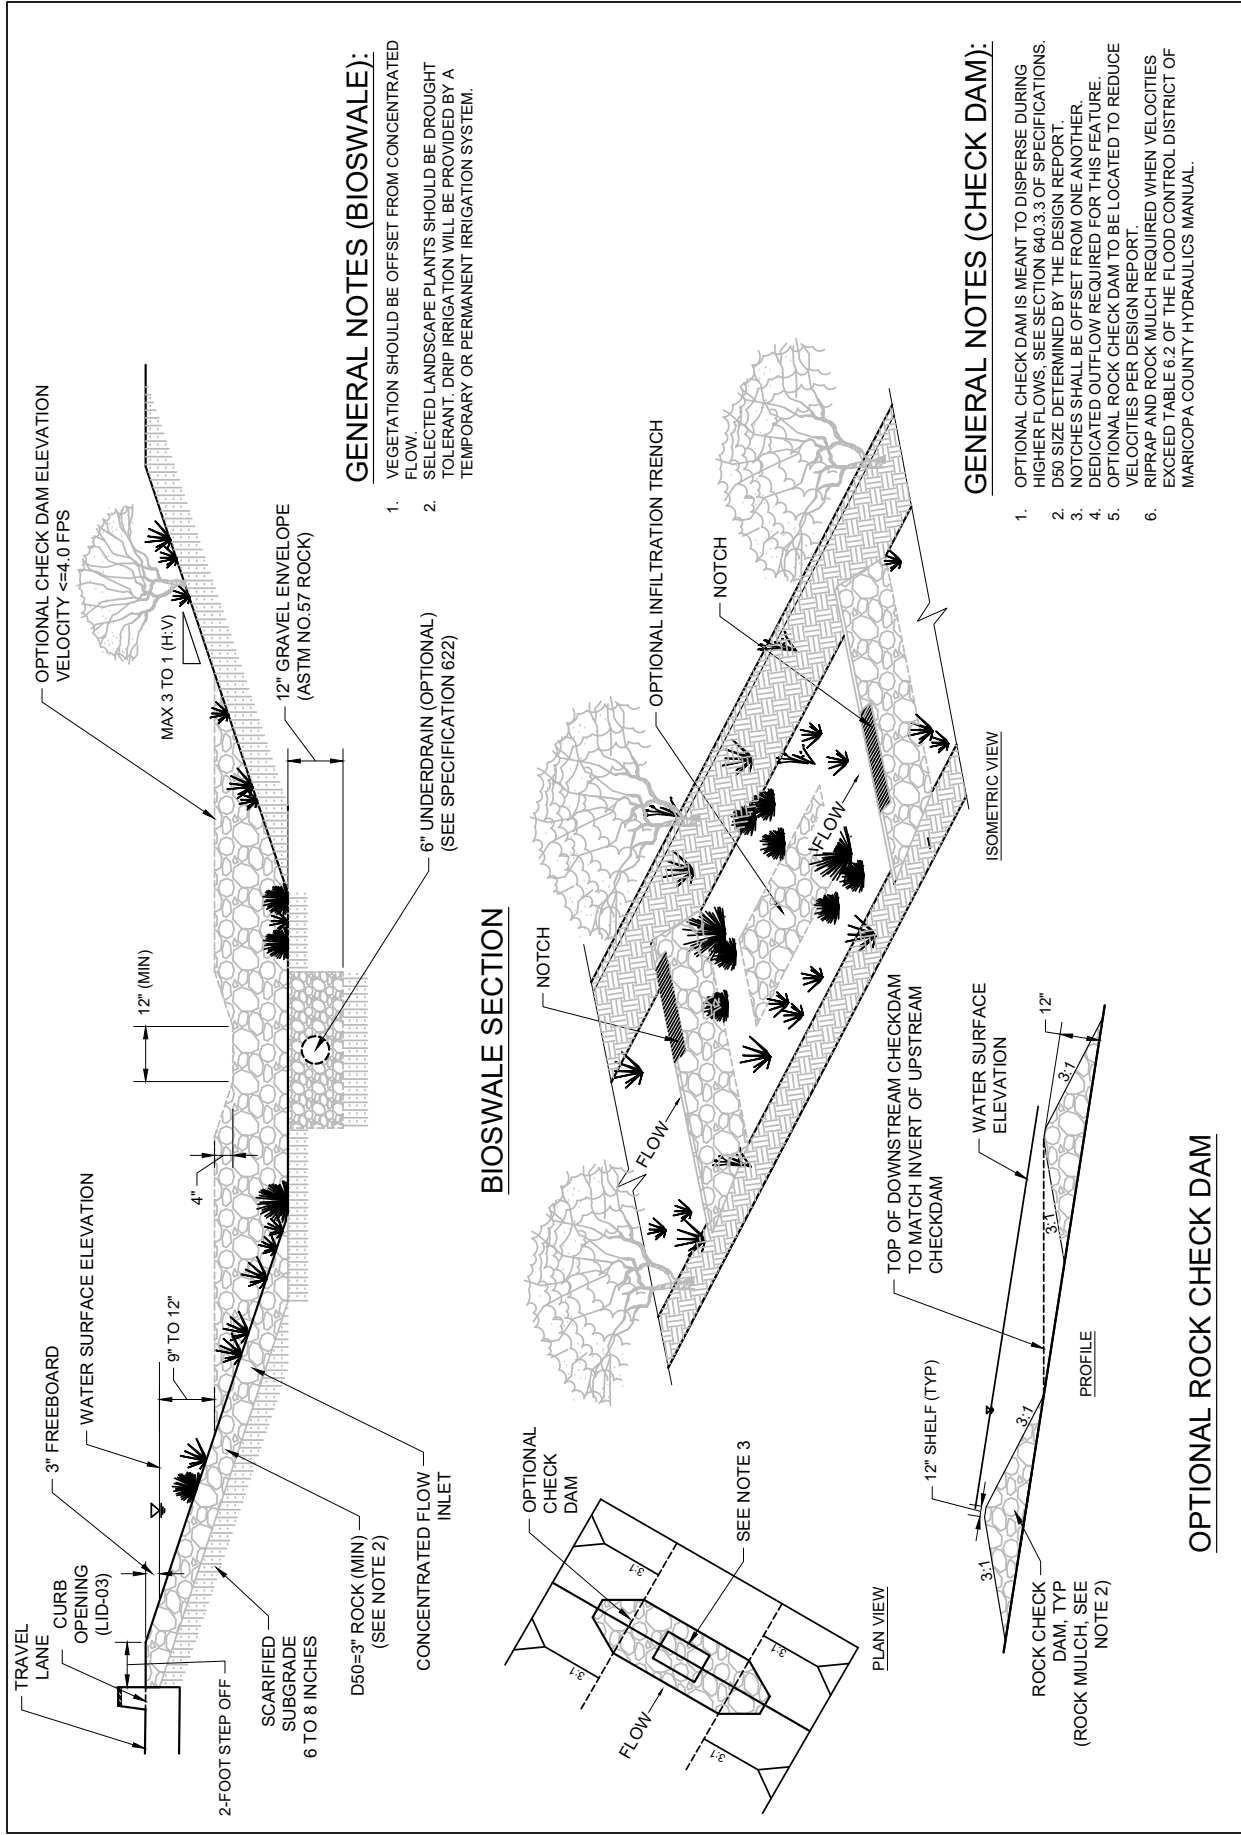 TRAVEL
LANE
CURB
OPENING
(LID-03)
3" FREEBOARD
WATER SURFACE ELEVATION
9" TO 12"
4"
12" (MIN)
OPTIONAL CHECK DAM ELEVATION
VELOCITY <=4.0 FPS
MAX 3 TO 1 (H:V)
2-FOOT STEP OFF
SCARIFIED
SUBGRADE
6 TO 8 INCHES
D50=3" ROCK (MIN)
(SEE NOTE 2)
CONCENTRATED FLOW
INLET
12" GRAVEL ENVELOPE
(ASTM NO.57 ROCK)
6" UNDERDRAIN (OPTIONAL)
(SEE SPECIFICATION 622)
BIOSWALE SECTION
GENERAL NOTES (BIOSWALE):
1. VEGETATION SHOULD BE OFFSET FROM CONCENTRATED
FLOW.
2. SELECTED LANDSCAPE PLANTS SHOULD BE DROUGHT
TOLERANT. DRIP IRRIGATION WILL BE PROVIDED BY A
TEMPORARY OR PERMANENT IRRIGATION SYSTEM.
OPTIONAL
CHECK
DAM
SEE NOTE 3
3:1
3:1
3:1
3:1
FLOW
PLAN VIEW
NOTCH
OPTIONAL INFILTRATION TRENCH
NOTCH
FLOW
FLOW
ISOMETRIC VIEW
12" SHELF (TYP)
TOP OF DOWNSTREAM CHECKDAM
TO MATCH INVERT OF UPSTREAM
CHECKDAM
WATER SURFACE
ELEVATION
12"
3:1
3:1
3:1
3:1
ROCK CHECK
DAM, TYP
(ROCK MULCH, SEE
NOTE 2)
PROFILE
OPTIONAL ROCK CHECK DAM
GENERAL NOTES (CHECK DAM):
1. OPTIONAL CHECK DAM IS MEANT TO DISPERSE DURING
HIGHER FLOWS, SEE SECTION 640.3.3 OF SPECIFICATIONS.
2. D50 SIZE DETERMINED BY THE DESIGN REPORT.
3. NOTCHES SHALL BE OFFSET FROM ONE ANOTHER.
4. DEDICATED OUTFLOW REQUIRED FOR THIS FEATURE.
5. OPTIONAL ROCK CHECK DAM TO BE LOCATED TO REDUCE
VELOCITIES PER DESIGN REPORT.
6. RIPRAP AND ROCK MULCH REQUIRED WHEN VELOCITIES
EXCEED TABLE 6.2 OF THE FLOOD CONTROL DISTRICT OF
MARICOPA COUNTY HYDRAULICS MANUAL.